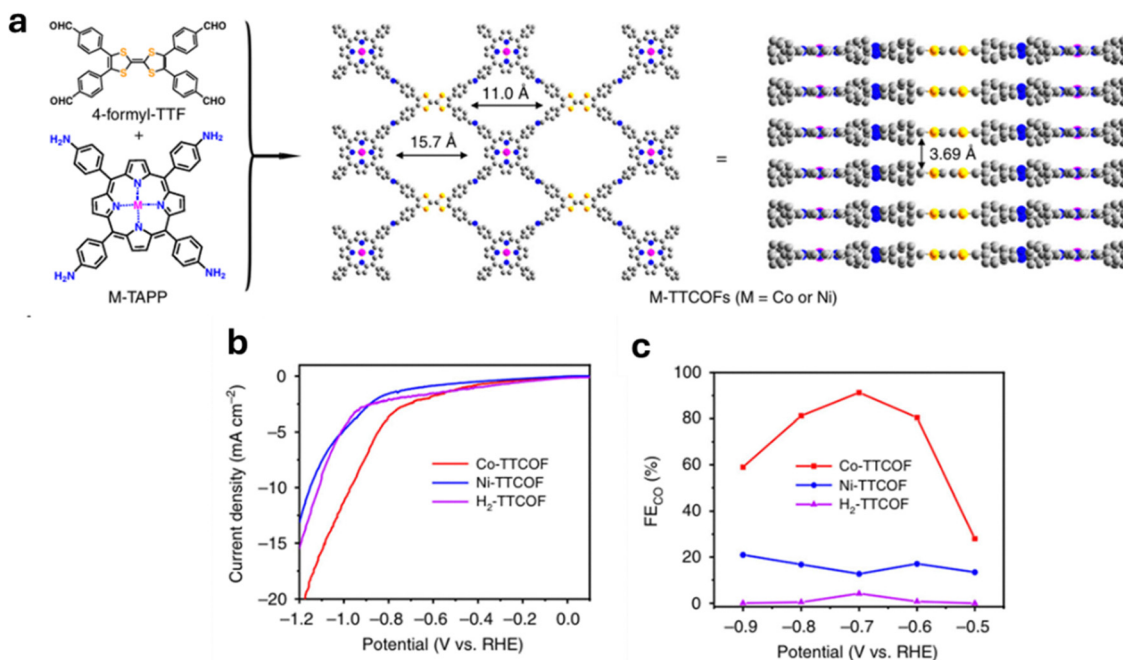 a
OHC
CHO
S
S
S
S
OHC
CHO
4-formyl-TTF
+
H₂N
NH₂
N
N
M
N
N
H₂N
NH₂
M-TAPP
11.0 Å
15.7 Å
=
3.69 Å
M-TTCOFs (M = Co or Ni)
b
0
−5
−10
−15
−20
Current density (mA cm⁻²)
Co-TTCOF
Ni-TTCOF
H₂-TTCOF
−1.2
−1.0
−0.8
−0.6
−0.4
−0.2
0.0
Potential (V vs. RHE)
c
100
80
60
40
20
0
FE_CO (%)
Co-TTCOF
Ni-TTCOF
H₂-TTCOF
−0.9
−0.8
−0.7
−0.6
−0.5
Potential (V vs. RHE)